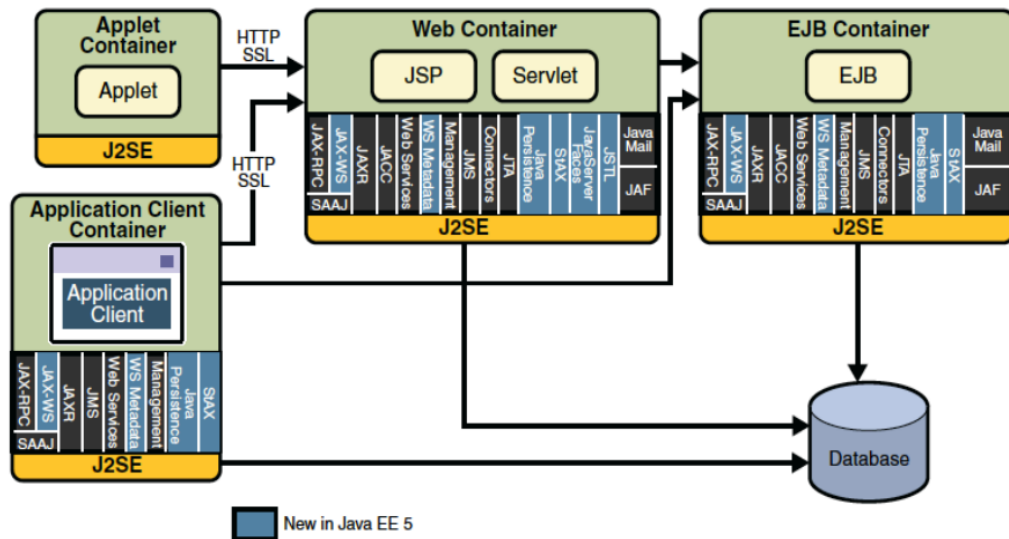 Applet
Container
Applet
J2SE
HTTP
SSL
HTTP
SSL
Web Container
JSP
Servlet
JAX-RPC
JAX-WS
SAAJ
JAXR
JACC
Web Services
WS Metadata
Management
JMS
Connectors
JTA
Java
Persistence
StAX
JavaServer
Faces
JSTL
Java
Mail
JAF
J2SE
EJB Container
EJB
JAX-RPC
JAX-WS
SAAJ
JAXR
JACC
Web Services
WS Metadata
Management
JMS
Connectors
JTA
Java
Persistence
StAX
Java
Mail
JAF
J2SE
Application Client
Container
Application
Client
JAX-RPC
JAX-WS
SAAJ
JAXR
JMS
Web Services
WS Metadata
Management
Java
Persistence
StAX
J2SE
Database
New in Java EE 5